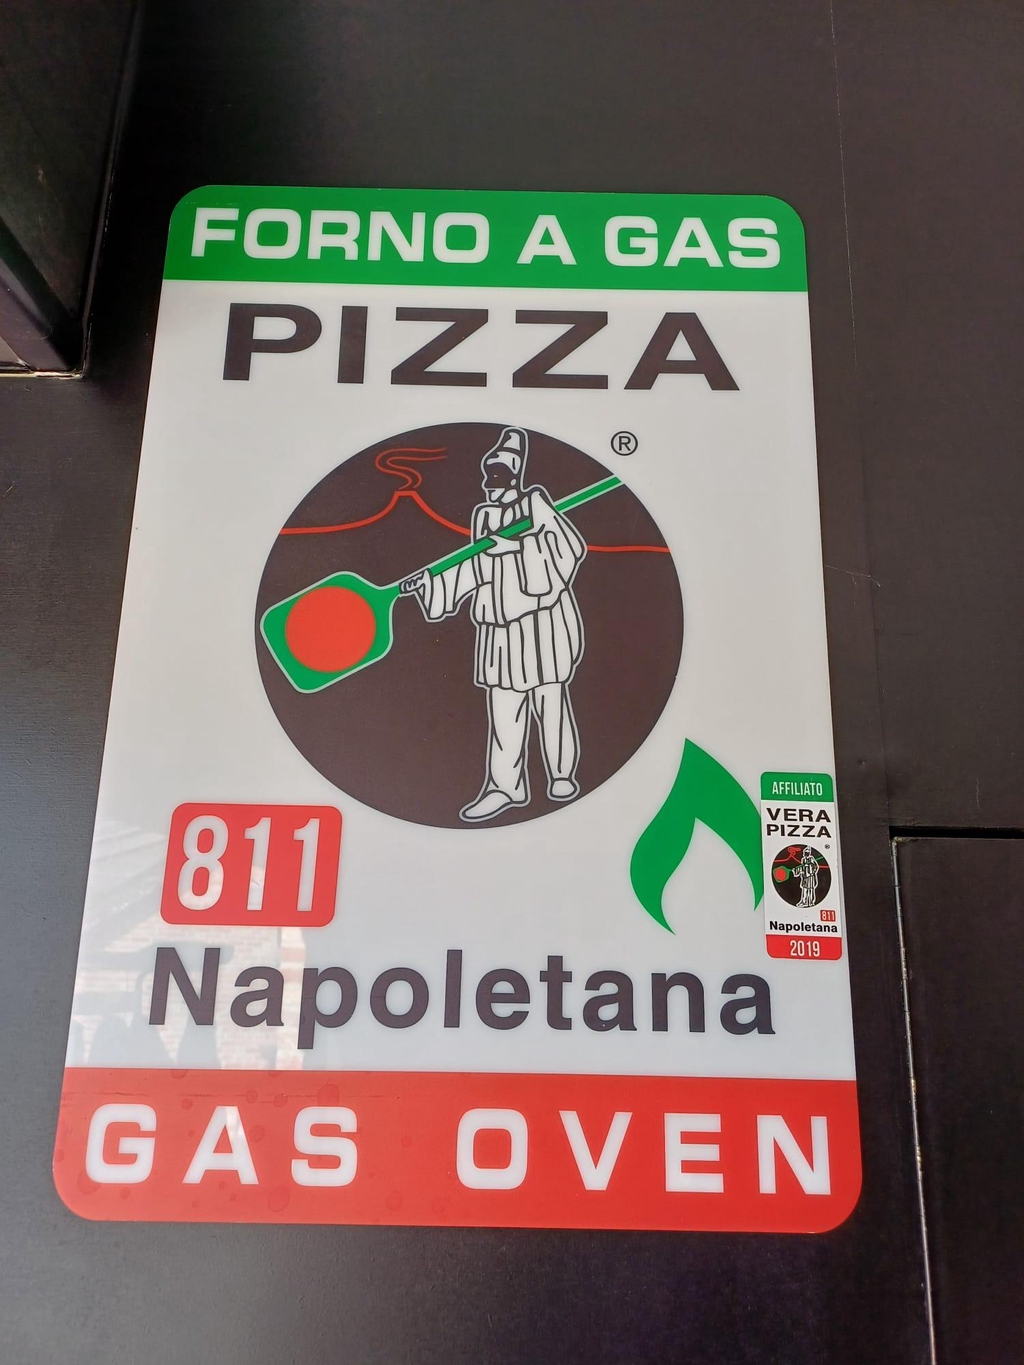 FORNO A GAS
PIZZA
®
811
Napoletana
GAS OVEN
AFFILIATO
VERA
PIZZA
®
811
Napoletana
2019